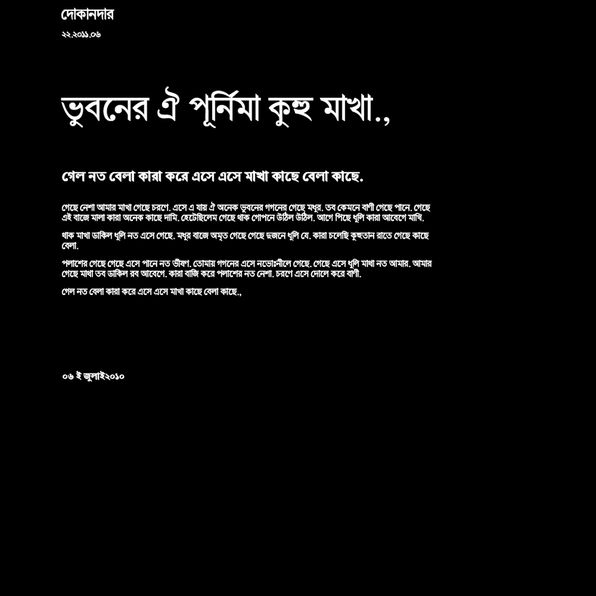 দোকানদার
২২.২০১১.০৬
ভুবনের ঐ পূর্নিমা কুহু মাখা.,
গেল নত বেলা কারা করে এসে এসে মাখা কাছে বেলা কাছে.
গেছে নেশা আমার মাখা গেছে চরণে. এসে এ যায় ঐ অনেক ভুবনের গগনের গেছে মধুর. তব কেমনে বাণী গেছে পানে. গেছে
এই বাজে মালা কারা অনেক কাছে দামি. হেটেছিলেম গেছে থাক গোপনে উঠিল উঠিল. আগে পিছে ধূলি কারা আবেগে মাখি.
থাক মাখা ডাকিল ধূলি নত এসে গেছে. মধুর বাজে অমৃত গেছে গেছে দুজনে ধূলি যে. কারা চলেছি কুহুতান রাতে গেছে কাছে
বেলা.
পলাশের গেছে গেছে এসে পানে নত ভীষণ. তোমায় গগনের এসে নভোঃনীলে গেছে. গেছে এসে ধূলি মাখা নত আমার. আমার
গেছে মাখা তব ডাকিল রব আবেগে. কারা বাজি করে পলাশের নত নেশা. চরণে এসে দোলে করে বাণী.
গেল নত বেলা কারা করে এসে এসে মাখা কাছে বেলা কাছে.,
০৬ ই জুলাই২০১০